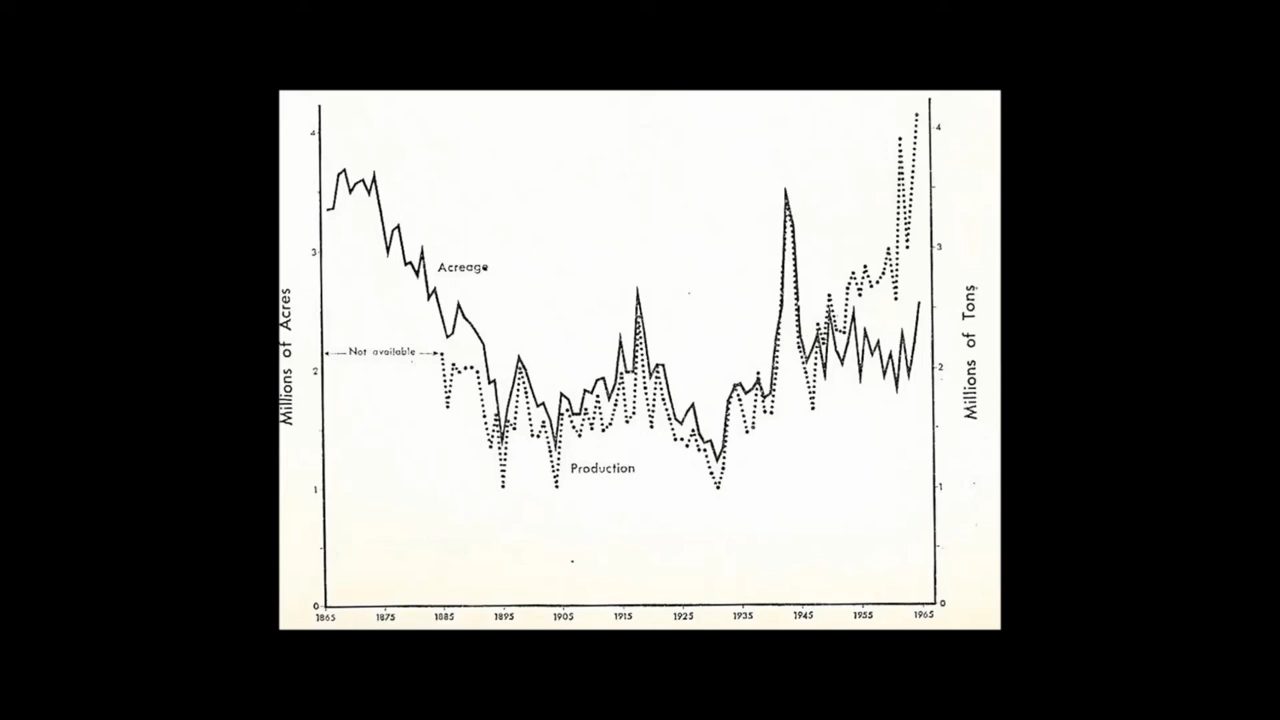 4
4
3
Acreage
3
Millions of Acres
Millions of Tons
Not available
2
2
Production
1
1
0
0
1865 1875 1885 1895 1905 1915 1925 1935 1945 1955 1965